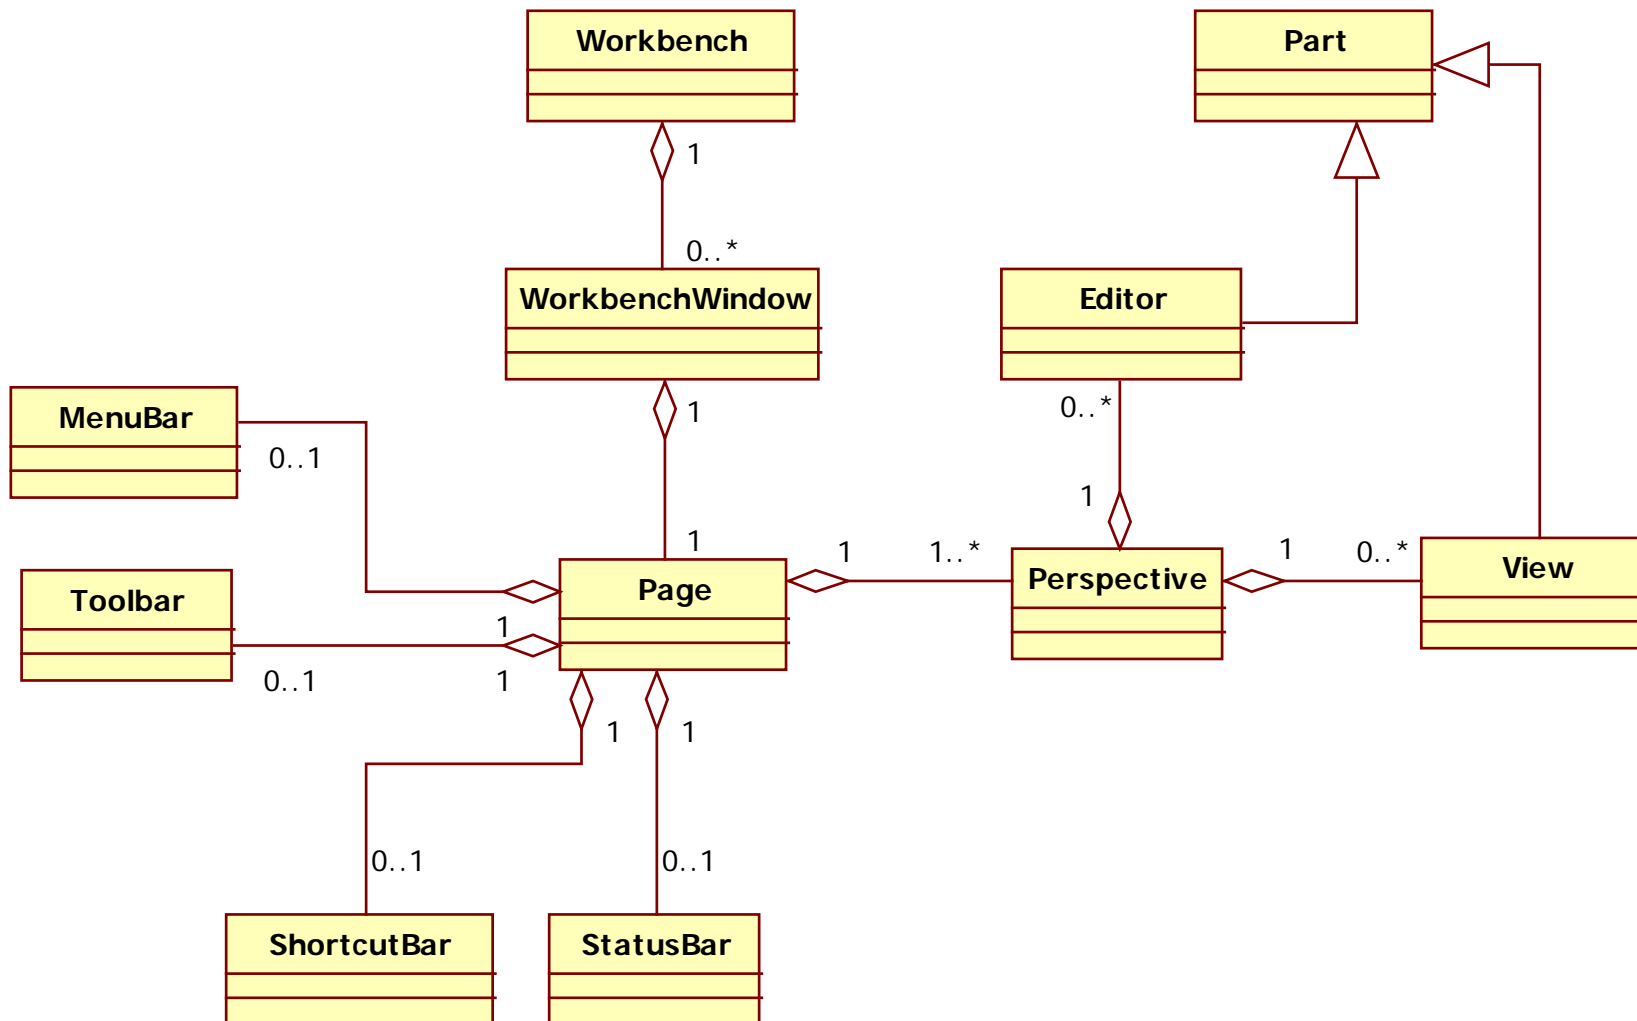 Workbench
Part
1
0..*
WorkbenchWindow
Editor
MenuBar
0..1
1
0..*
1
1
1
1..*
1
0..*
Page
Perspective
View
Toolbar
1
0..1
1
1
1
0..1
0..1
ShortcutBar
StatusBar